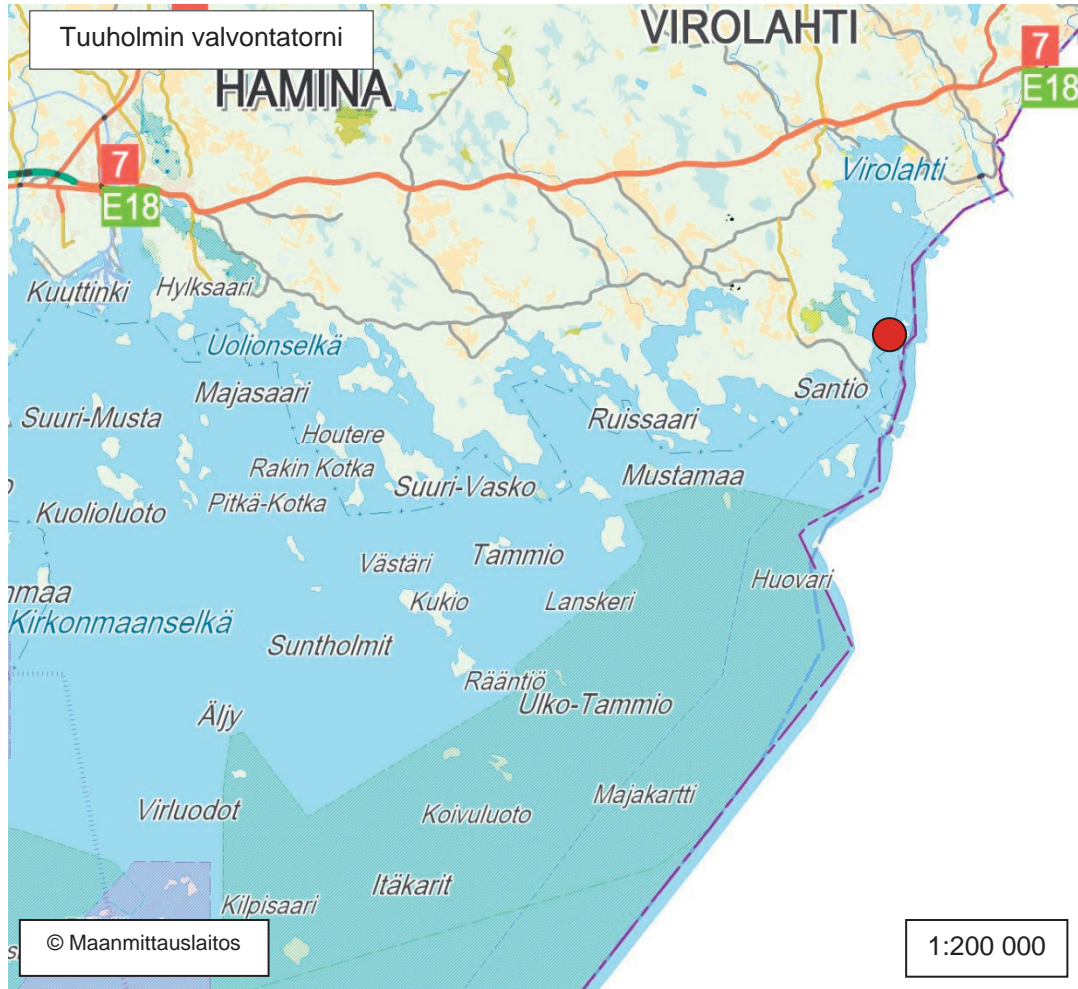 Tuuholmin valvontatorni
VIROLAHTI
HAMINA
7
E18
7
E18
Virolahti
Kuuttinki
Hylksaari
Uolionselkä
Majasaari
Santio
Suuri-Musta
Houtere
Ruissaari
Rakin Kotka
Mustamaa
Suuri-Vasko
Pitkä-Kotka
Kuolioluoto
Västäri
Tammio
Huovari
Kukio
Lanskeri
Kirkonmaanselkä
Suntholmit
Rääntiö
Ulko-Tammio
Äljy
Majakartti
Virluodot
Koivuluoto
Itäkarit
Kilpisaari
© Maanmittauslaitos
1:200 000